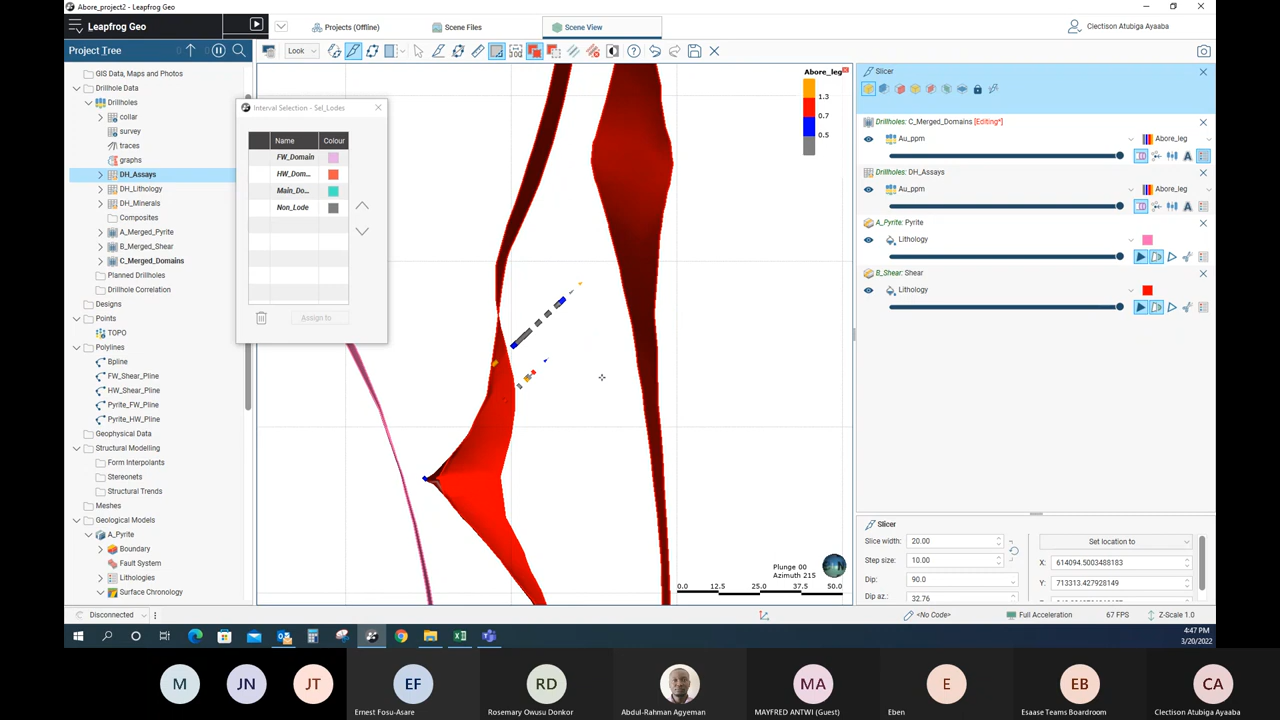 Abore_project2 - Leapfrog Geo
Leapfrog Geo
Projects (Offline)
Scene Files
Scene View
Clectison Atubiga Ayaaba
Project Tree
Look
GIS Data, Maps and Photos
Drillhole Data
Drillholes
collar
survey
traces
graphs
DH_Assays
DH_Lithology
DH_Minerals
Composites
A_Merged_Pyrite
B_Merged_Shear
C_Merged_Domains
Planned Drillholes
Drillhole Correlation
Designs
Points
TOPO
Polylines
Bpline
FW_Shear_Pline
HW_Shear_Pline
Pyrite_FW_Pline
Pyrite_HW_Pline
Geophysical Data
Structural Modelling
Form Interpolants
Stereonets
Structural Trends
Meshes
Geological Models
A_Pyrite
Boundary
Fault System
Lithologies
Surface Chronology
Disconnected
Interval Selection - Sel_Lodes
Name
Colour
FW_Domain
HW_Dom...
Main_Do...
Non_Lode
Assign to
Abore_leg
1.3
0.7
0.5
Plunge 00
Azimuth 215
0.0
12.5
25.0
37.5
50.0
Slicer
Drillholes: C_Merged_Domains [Editing*]
Au_ppm
Abore_leg
Drillholes: DH_Assays
Au_ppm
Abore_leg
A_Pyrite: Pyrite
Lithology
B_Shear: Shear
Lithology
Slicer
Slice width: 20.00
Step size: 10.00
Dip: 90.0
Dip az.: 32.76
Set location to
X: 614094.5003488183
Y: 713313.427928149
<No Code>
Full Acceleration
67 FPS
Z-Scale 1.0
4:47 PM
3/20/2022
M
JN
JT
EF
Ernest Fosu-Asare
RD
Rosemary Owusu Donkor
Abdul-Rahman Agyeman
MA
MAYFRED ANTWI (Guest)
E
Eben
EB
Esaase Teams Boardroom
CA
Clectison Atubiga Ayaaba